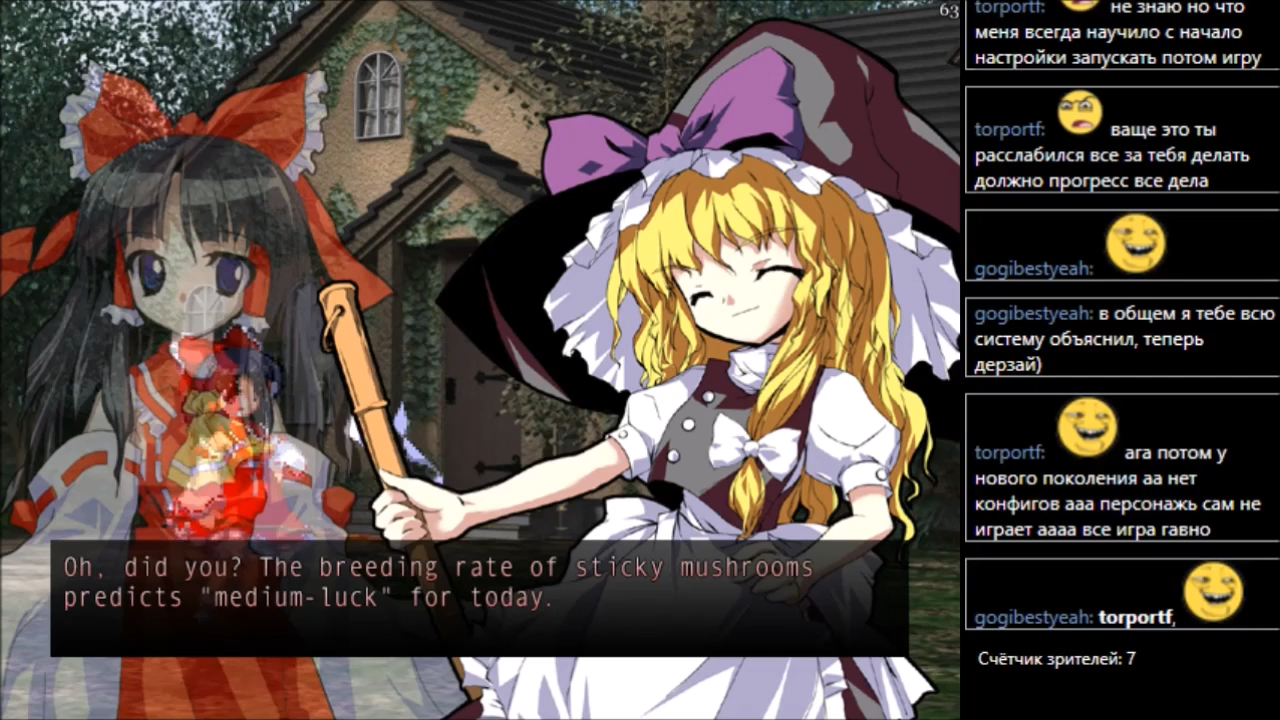 63
Oh, did you? The breeding rate of sticky mushrooms
predicts "medium-luck" for today.
torportf: не знаю но что
меня всегда научило с начало
настройки запускать потом игру
torportf: ваще это ты
расслабился все за тебя делать
должно прогресс все дела
gogibestyeah:
gogibestyeah: в общем я тебе всю
систему объяснил, теперь
дерзай)
torportf: ага потом у
нового поколения аа нет
конфигов ааа персонажь сам не
играет аааа все игра гавно
gogibestyeah: torportf,
Счётчик зрителей: 7